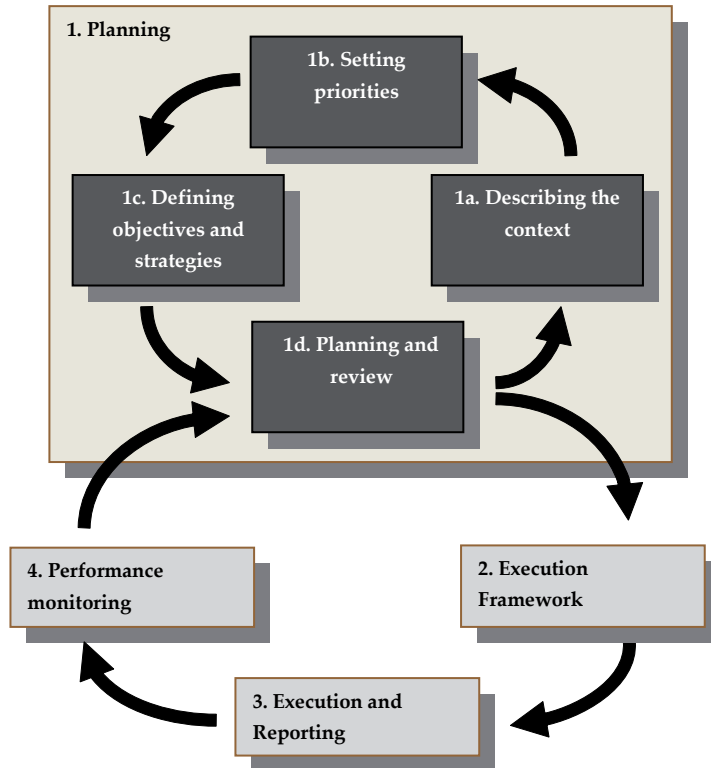 1. Planning
1b. Setting
priorities
1c. Defining
objectives and
strategies
1a. Describing the
context
1d. Planning and
review
4. Performance
monitoring
2. Execution
Framework
3. Execution and
Reporting